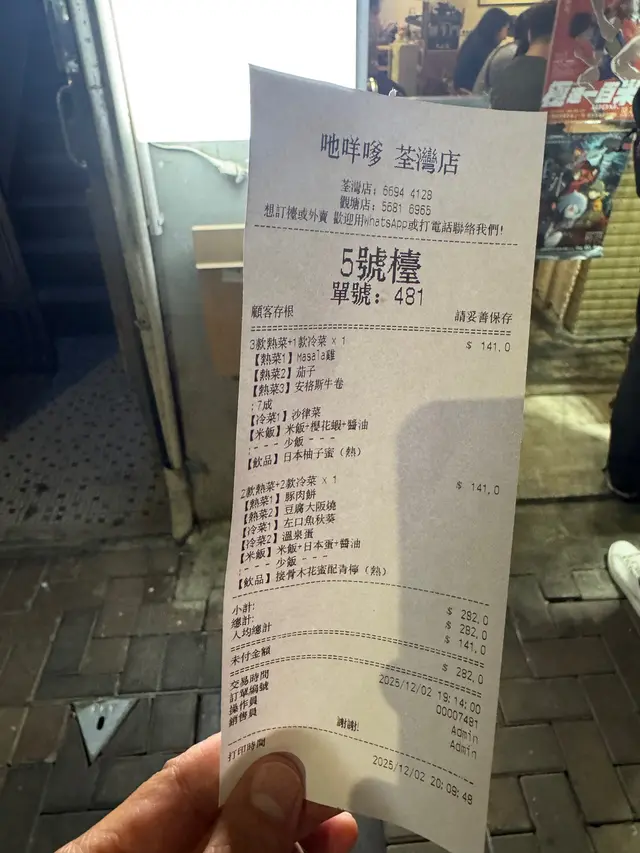 吔咩嗲 荃灣店
荃灣店：6694 4128
觀塘店：5681 6965
想訂檯或外賣 歡迎用WhatsApp或打電話聯絡我們!
5號檯
單號：481
顧客存根 請妥善保存
3款熱菜+1款冷菜 x 1 $ 141.0
【熱菜1】Masala雞
【熱菜2】茄子
【熱菜3】安格斯牛卷
:7成
【冷菜1】沙律菜
【米飯】米飯+櫻花蝦+醬油
:--- 少飯 ---
【飲品】日本柚子蜜（熱）
2款熱菜+2款冷菜 x 1 $ 141.0
【熱菜1】豚肉餅
【熱菜2】豆腐大阪燒
【冷菜1】左口魚秋葵
【冷菜2】溫泉蛋
【米飯】米飯+日本蛋+醬油
:--- 少飯 ---
【飲品】接骨木花蜜配青檸（熱）
小計: $ 282.0
總計: $ 282.0
人均總計 $ 141.0
未付金額 $ 282.0
交易時間 2025/12/02 19:14:00
訂單編號 00007481
操作員 Admin
銷售員 Admin
謝謝!
打印時間 2025/12/02 20:09:48